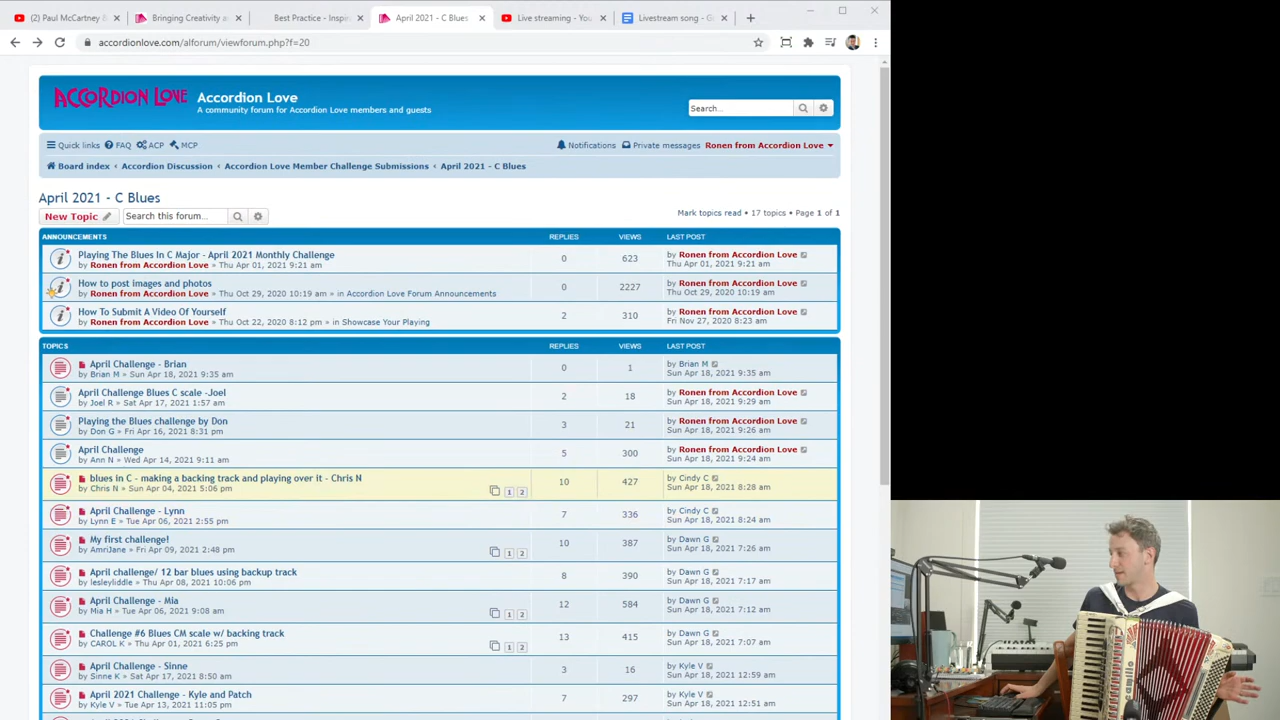 (2) Paul McCartney &
Bringing Creativity a
Best Practice - Inspi
April 2021 - C Blues
Live streaming - You
Livestream song - G
accordionlove.com/alforum/viewforum.php?f=20
ACCORDION LOVE
Accordion Love
A community forum for Accordion Love members and guests
Search...
Quick links FAQ ACP MCP
Notifications Private messages Ronen from Accordion Love
Board index ‹ Accordion Discussion ‹ Accordion Love Member Challenge Submissions ‹ April 2021 - C Blues
April 2021 - C Blues
New Topic Search this forum...
Mark topics read • 17 topics • Page 1 of 1
ANNOUNCEMENTS REPLIES VIEWS LAST POST
Playing The Blues In C Major - April 2021 Monthly Challenge
by Ronen from Accordion Love » Thu Apr 01, 2021 9:21 am
0 623
by Ronen from Accordion Love
Thu Apr 01, 2021 9:21 am
How to post images and photos
by Ronen from Accordion Love » Thu Oct 29, 2020 10:19 am » in Accordion Love Forum Announcements
0 2227
by Ronen from Accordion Love
Thu Oct 29, 2020 10:19 am
How To Submit A Video Of Yourself
by Ronen from Accordion Love » Thu Oct 22, 2020 8:12 pm » in Showcase Your Playing
2 310
by Ronen from Accordion Love
Fri Nov 27, 2020 8:23 am
TOPICS REPLIES VIEWS LAST POST
April Challenge - Brian
by Brian M » Sun Apr 18, 2021 9:35 am
0 1
by Brian M
Sun Apr 18, 2021 9:35 am
April Challenge Blues C scale -Joel
by Joel R » Sat Apr 17, 2021 1:57 am
2 18
by Ronen from Accordion Love
Sun Apr 18, 2021 9:29 am
Playing the Blues challenge by Don
by Don G » Fri Apr 16, 2021 8:31 pm
3 21
by Ronen from Accordion Love
Sun Apr 18, 2021 9:26 am
April Challenge
by Ann N » Wed Apr 14, 2021 9:11 am
5 300
by Ronen from Accordion Love
Sun Apr 18, 2021 9:24 am
blues in C - making a backing track and playing over it - Chris N
by Chris N » Sun Apr 04, 2021 5:06 pm
1 2
10 427
by Cindy C
Sun Apr 18, 2021 8:28 am
April Challenge - Lynn
by Lynn E » Tue Apr 06, 2021 2:55 pm
7 336
by Cindy C
Sun Apr 18, 2021 8:24 am
My first challenge!
by AmriJane » Fri Apr 09, 2021 2:48 pm
1 2
10 387
by Dawn G
Sun Apr 18, 2021 7:26 am
April challenge/ 12 bar blues using backup track
by lesleyliddle » Thu Apr 08, 2021 10:06 pm
8 390
by Dawn G
Sun Apr 18, 2021 7:17 am
April Challenge - Mia
by Mia H » Tue Apr 06, 2021 9:08 am
1 2
12 584
by Dawn G
Sun Apr 18, 2021 7:12 am
Challenge #6 Blues CM scale w/ backing track
by CAROL K » Thu Apr 01, 2021 6:25 pm
1 2
13 415
by Dawn G
Sun Apr 18, 2021 7:07 am
April Challenge - Sinne
by Sinne K » Sat Apr 17, 2021 8:50 am
3 16
by Kyle V
Sun Apr 18, 2021 12:59 am
April 2021 Challenge - Kyle and Patch
by Kyle V » Tue Apr 13, 2021 11:05 pm
7 297
by Kyle V
Sun Apr 18, 2021 12:51 am
camillo